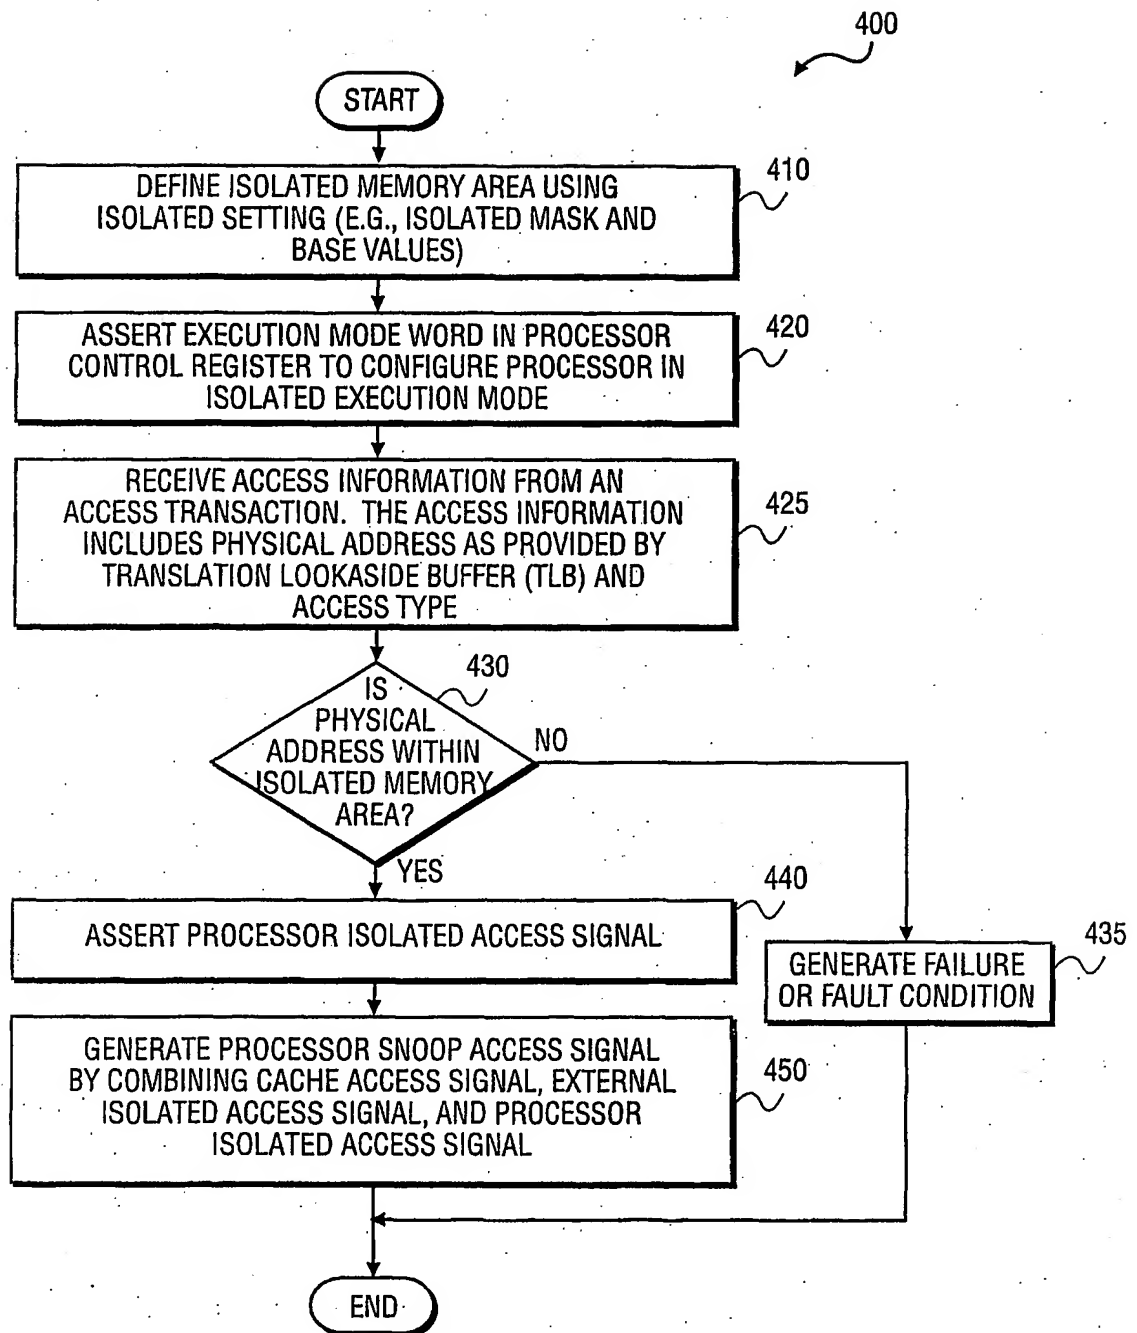 400
START
410
DEFINE ISOLATED MEMORY AREA USING
ISOLATED SETTING (E.G., ISOLATED MASK AND
BASE VALUES)
420
ASSERT EXECUTION MODE WORD IN PROCESSOR
CONTROL REGISTER TO CONFIGURE PROCESSOR IN
ISOLATED EXECUTION MODE
425
RECEIVE ACCESS INFORMATION FROM AN
ACCESS TRANSACTION. THE ACCESS INFORMATION
INCLUDES PHYSICAL ADDRESS AS PROVIDED BY
TRANSLATION LOOKASIDE BUFFER (TLB) AND
ACCESS TYPE
430
IS
PHYSICAL
ADDRESS WITHIN
ISOLATED MEMORY
AREA?
NO
YES
440
ASSERT PROCESSOR ISOLATED ACCESS SIGNAL
435
GENERATE FAILURE
OR FAULT CONDITION
450
GENERATE PROCESSOR SNOOP ACCESS SIGNAL
BY COMBINING CACHE ACCESS SIGNAL, EXTERNAL
ISOLATED ACCESS SIGNAL, AND PROCESSOR
ISOLATED ACCESS SIGNAL
END